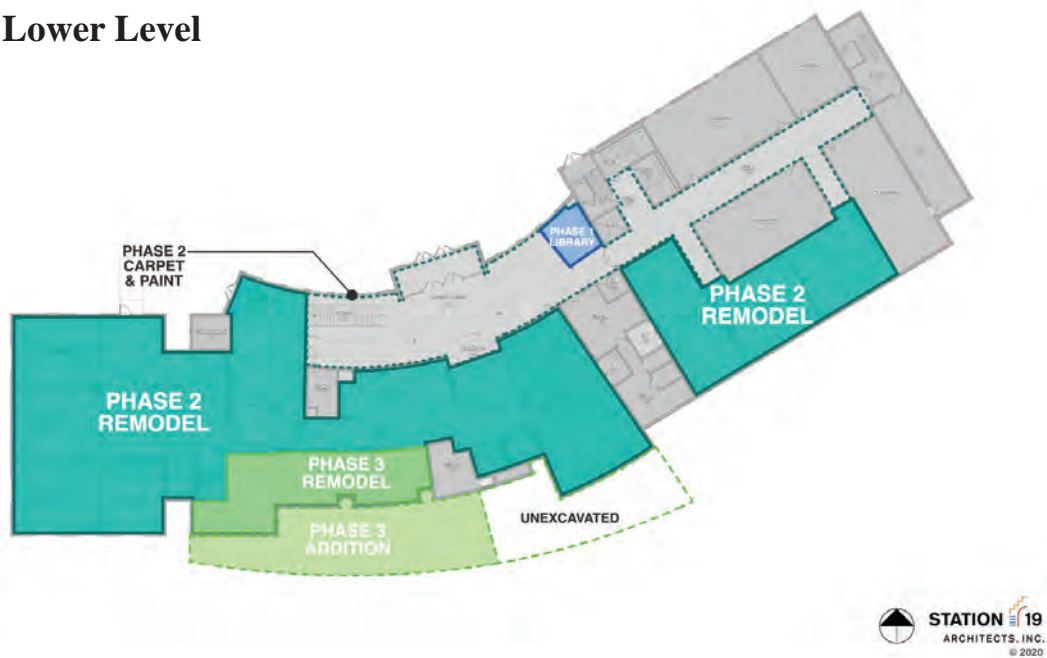 Lower Level
PHASE 2
CARPET
& PAINT
PHASE 1
LIBRARY
PHASE 2
REMODEL
PHASE 2
REMODEL
PHASE 3
REMODEL
PHASE 3
ADDITION
UNEXCAVATED
STATION 19
ARCHITECTS, INC.
© 2020